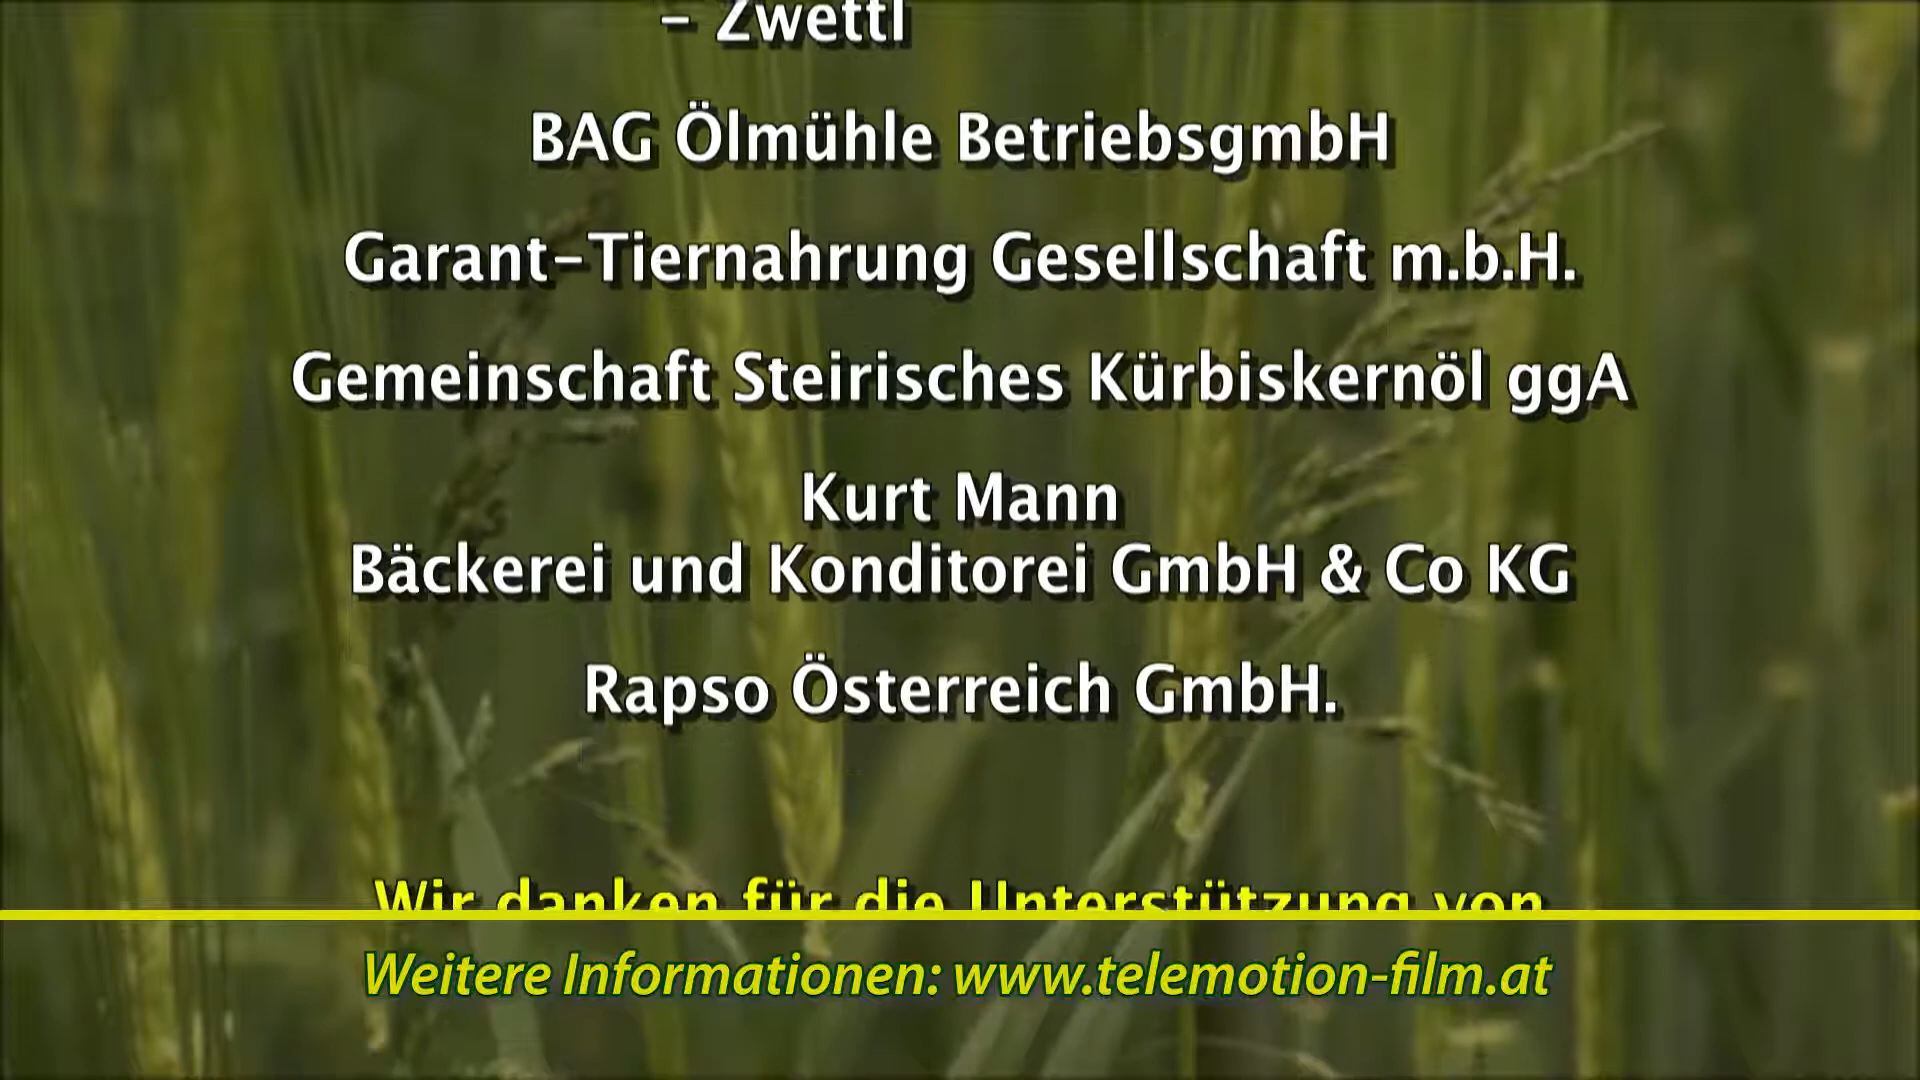 - Zwettl
BAG Ölmühle BetriebsgmbH
Garant-Tiernahrung Gesellschaft m.b.H.
Gemeinschaft Steirisches Kürbiskernöl ggA
Kurt Mann
Bäckerei und Konditorei GmbH & Co KG
Rapso Österreich GmbH.
Wir danken für die Unterstützung von
Weitere Informationen: www.telemotion-film.at